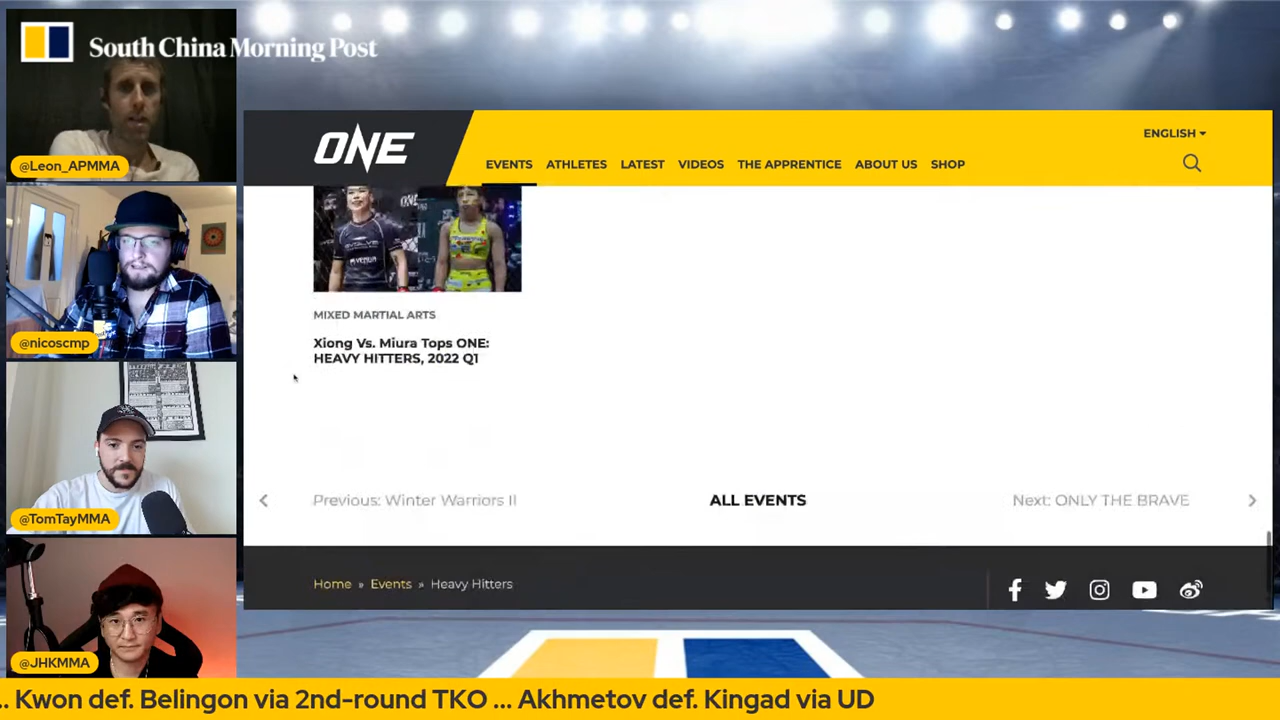 South China Morning Post
@Leon_APMMA
@nicoscmp
@TomTayMMA
@JHKMMA
ONE
ENGLISH
EVENTS ATHLETES LATEST VIDEOS THE APPRENTICE ABOUT US SHOP
MIXED MARTIAL ARTS
Xiong Vs. Miura Tops ONE:
HEAVY HITTERS, 2022 Q1
Previous: Winter Warriors II
ALL EVENTS
Next: ONLY THE BRAVE
Home » Events » Heavy Hitters
.. Kwon def. Belingon via 2nd-round TKO ... Akhmetov def. Kingad via UD